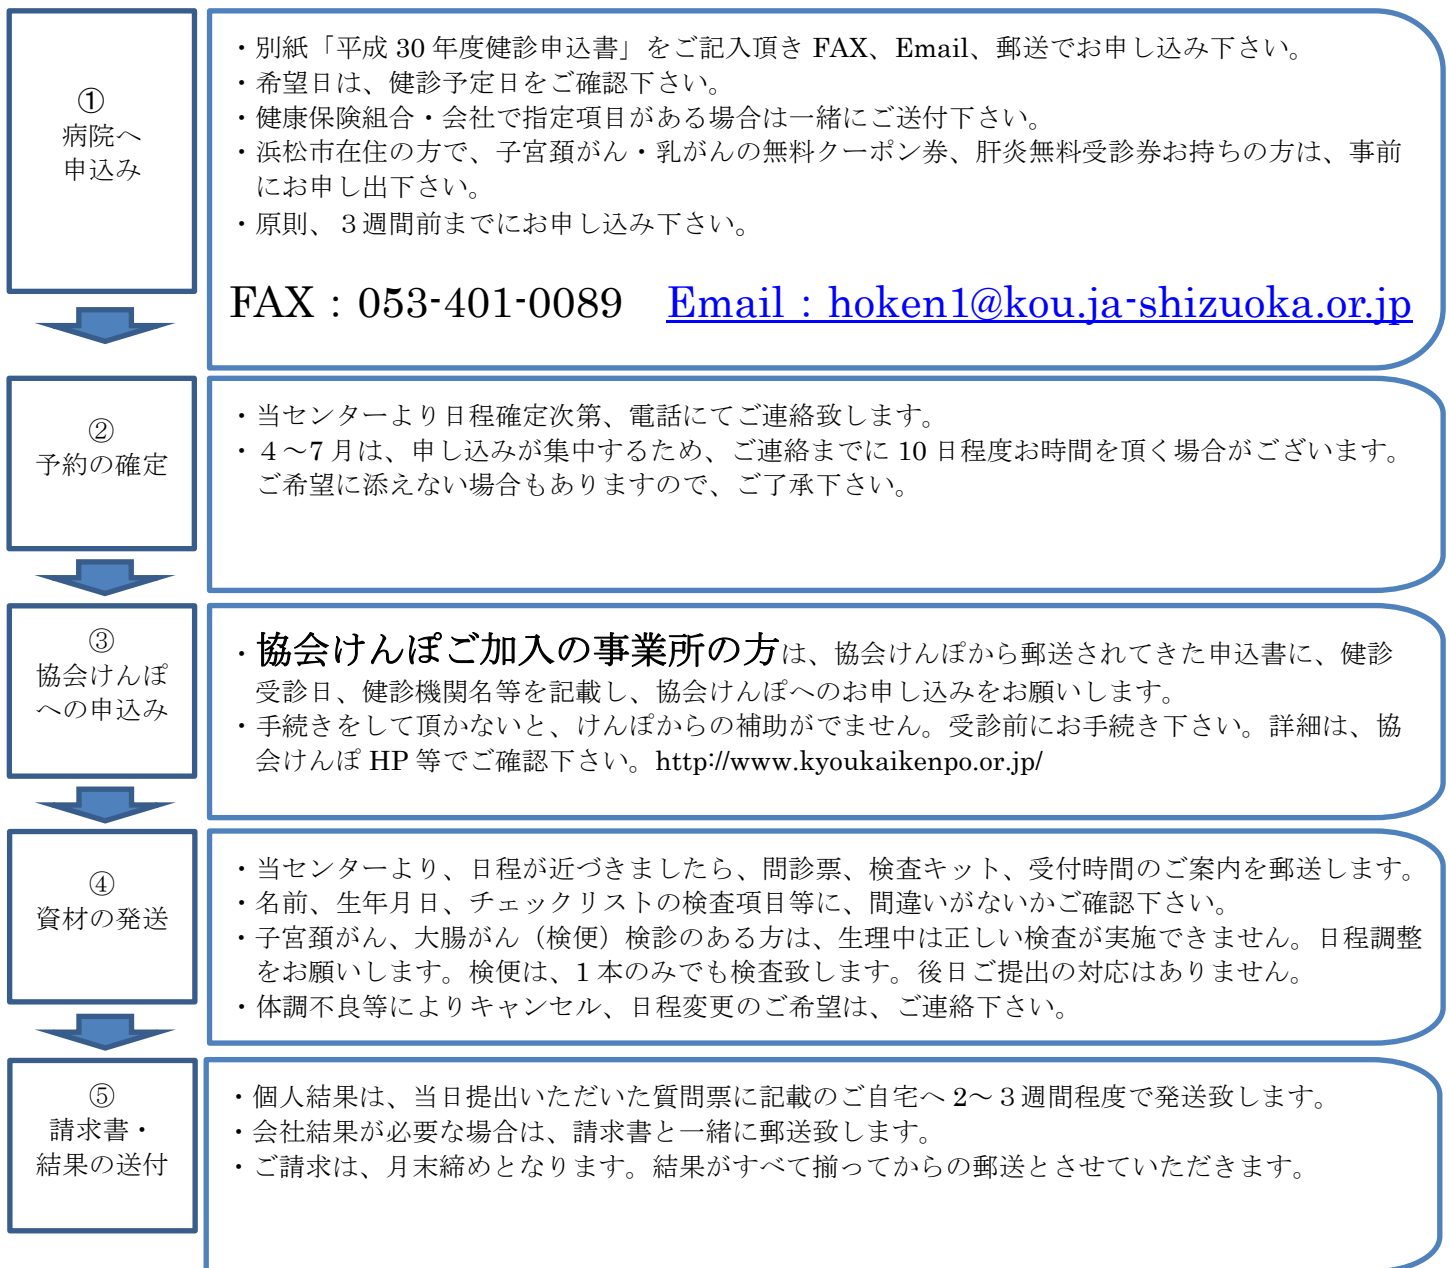 ①
病院へ
申込み
・別紙「平成 30 年度健診申込書」をご記入頂き FAX、Email、郵送でお申し込み下さい。
・希望日は、健診予定日をご確認下さい。
・健康保険組合・会社で指定項目がある場合は一緒にご送付下さい。
・浜松市在住の方で、子宮頚がん・乳がんの無料クーポン券、肝炎無料受診券お持ちの方は、事前
にお申し出下さい。
・原則、３週間前までにお申し込み下さい。
FAX：053-401-0089 Email：hoken1@kou.ja-shizuoka.or.jp
②
予約の確定
・当センターより日程確定次第、電話にてご連絡致します。
・４～7 月は、申し込みが集中するため、ご連絡までに 10 日程度お時間を頂く場合がございます。
ご希望に添えない場合もありますので、ご了承下さい。
③
協会けんぽ
への申込み
・協会けんぽご加入の事業所の方は、協会けんぽから郵送されてきた申込書に、健診
受診日、健診機関名等を記載し、協会けんぽへのお申し込みをお願いします。
・手続きをして頂かないと、けんぽからの補助がでません。受診前にお手続き下さい。詳細は、協
会けんぽ HP 等でご確認下さい。http://www.kyoukaikenpo.or.jp/
④
資材の発送
・当センターより、日程が近づきましたら、問診票、検査キット、受付時間のご案内を郵送します。
・名前、生年月日、チェックリストの検査項目等に、間違いがないかご確認下さい。
・子宮頚がん、大腸がん（検便）検診のある方は、生理中は正しい検査が実施できません。日程調整
をお願いします。検便は、1 本のみでも検査致します。後日ご提出の対応はありません。
・体調不良等によりキャンセル、日程変更のご希望は、ご連絡下さい。
⑤
請求書・
結果の送付
・個人結果は、当日提出いただいた質問票に記載のご自宅へ 2～３週間程度で発送致します。
・会社結果が必要な場合は、請求書と一緒に郵送致します。
・ご請求は、月末締めとなります。結果がすべて揃ってからの郵送とさせていただきます。